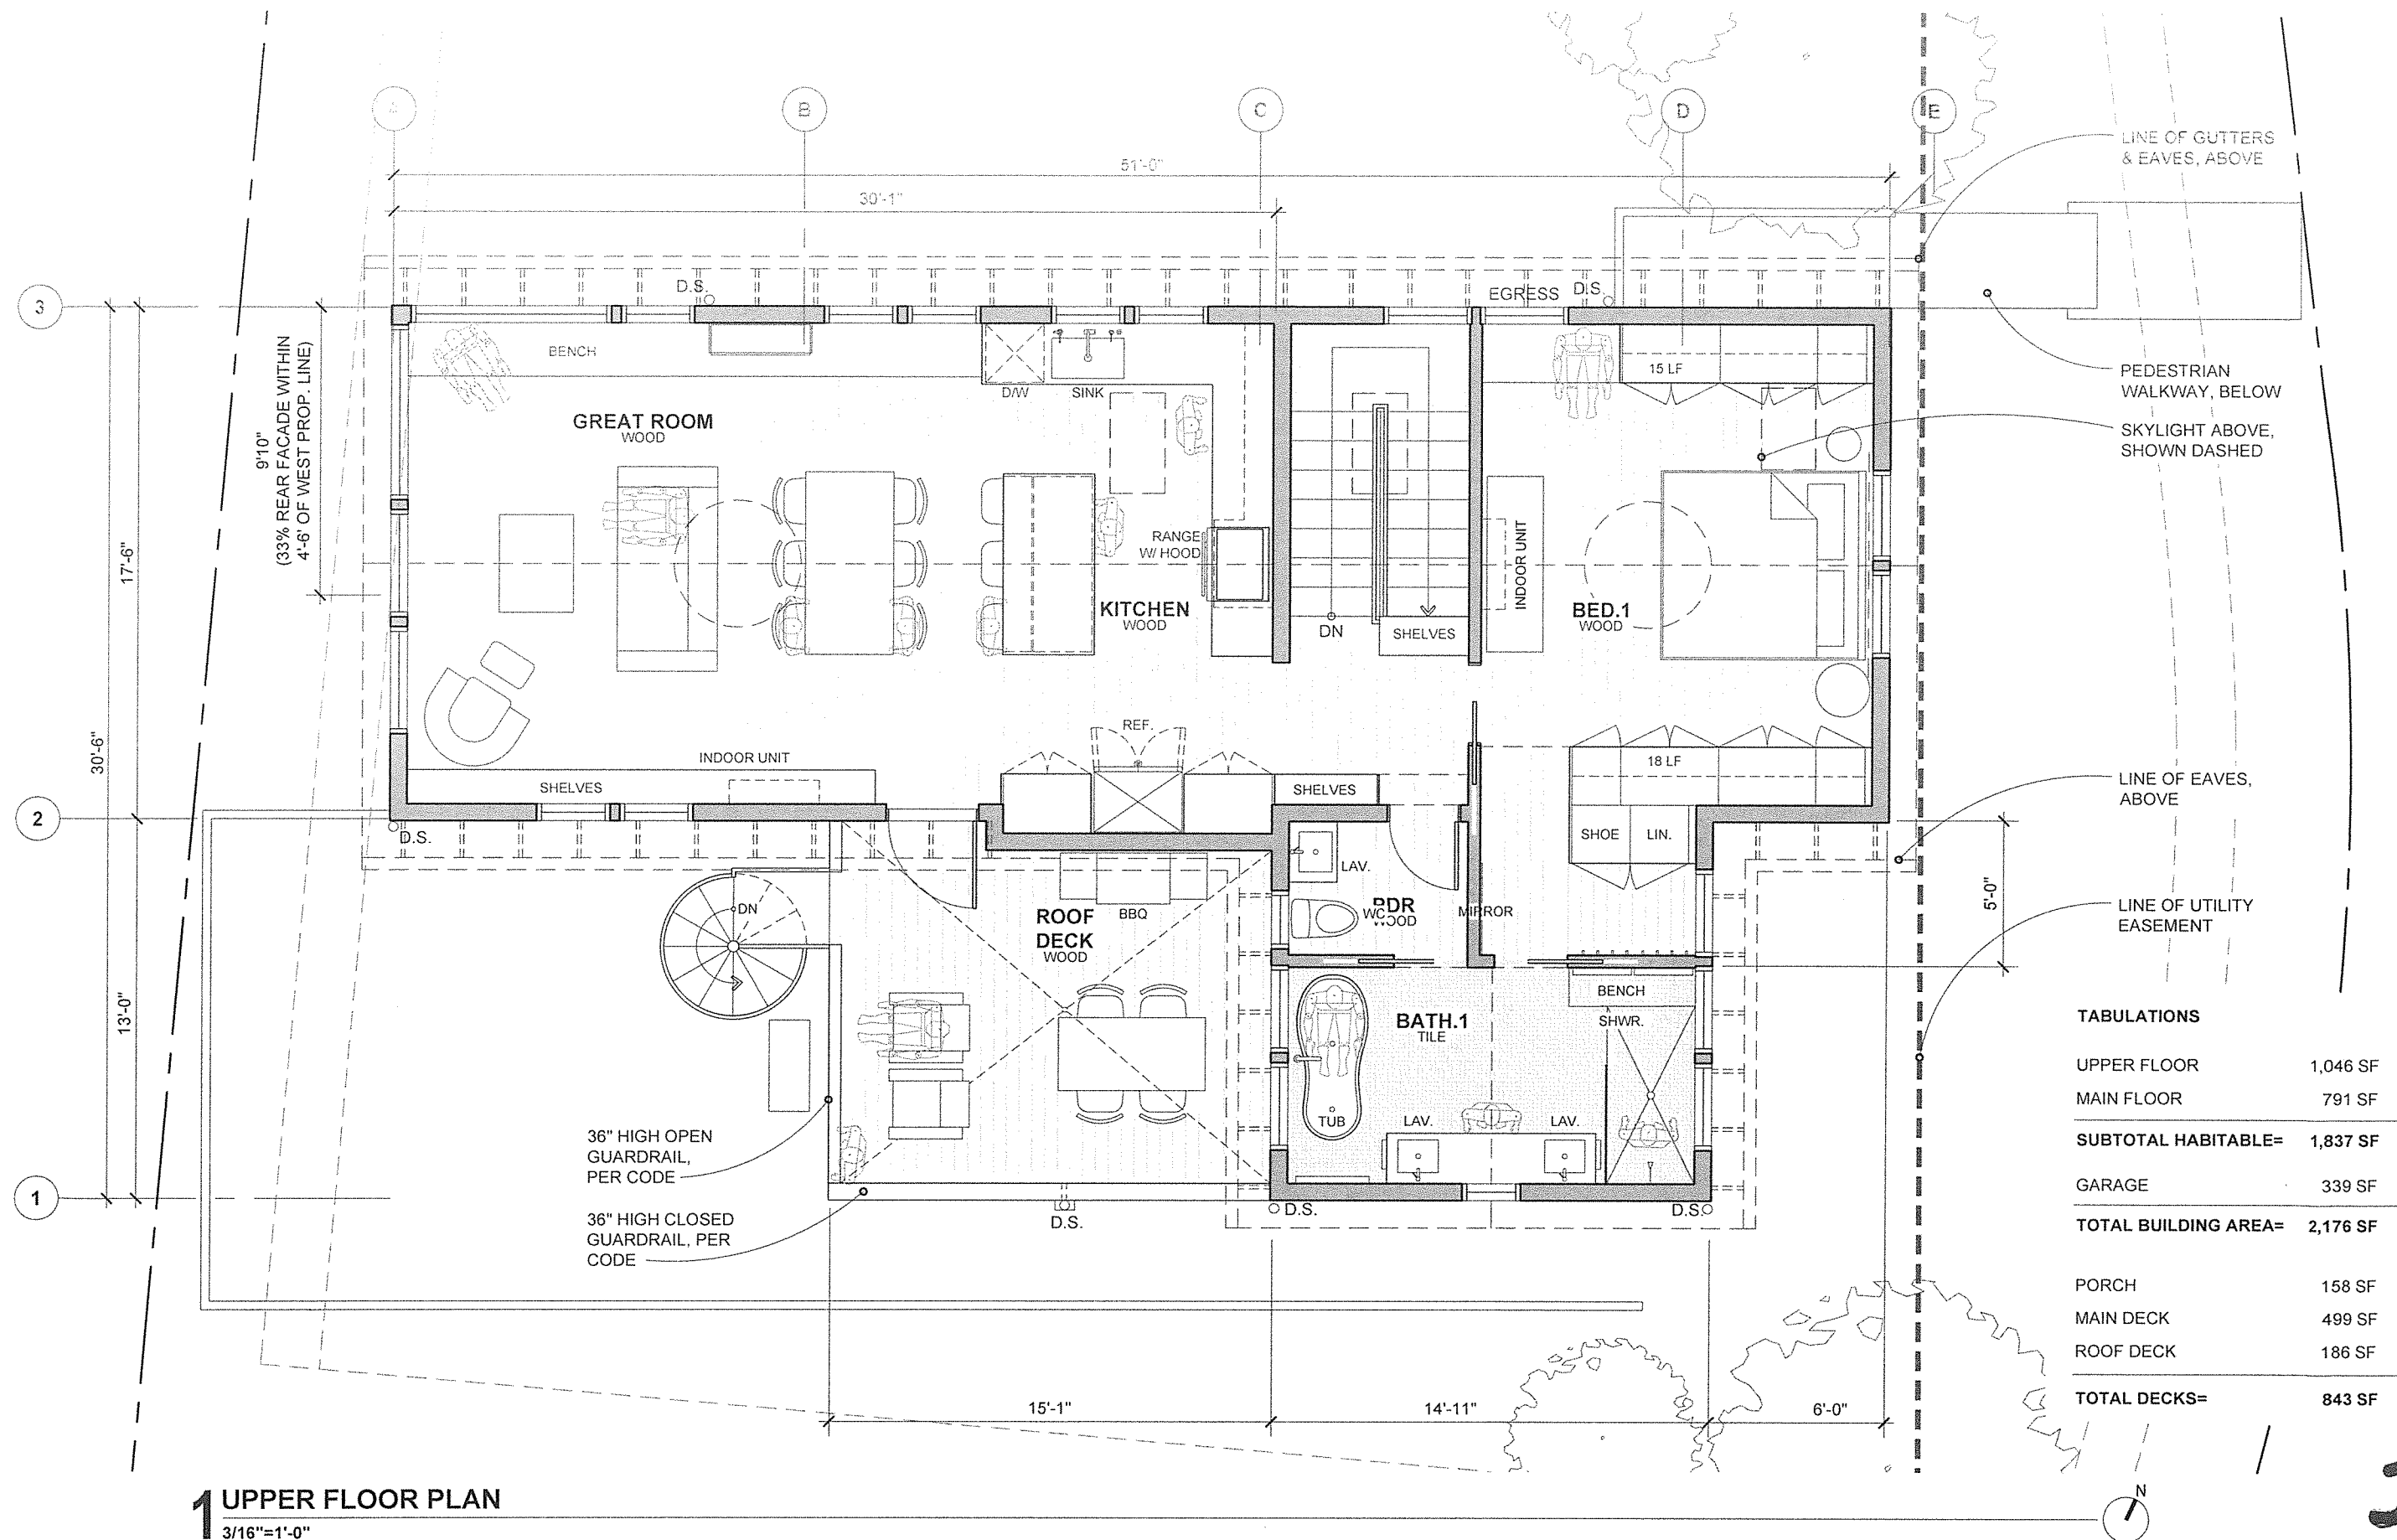 A
B
C
D
E
51'-0"
30'-1"
LINE OF GUTTERS
& EAVES, ABOVE
3
D.S.
EGRESS
D.S.
9'10"
(33% REAR FACADE WITHIN
4'-6' OF WEST PROP. LINE)
BENCH
D/W
SINK
15 LF
PEDESTRIAN
WALKWAY, BELOW
GREAT ROOM
WOOD
SKYLIGHT ABOVE,
SHOWN DASHED
17'-6"
30'-6"
RANGE
W/ HOOD
INDOOR UNIT
KITCHEN
WOOD
DN
SHELVES
BED.1
WOOD
REF.
INDOOR UNIT
SHELVES
SHELVES
18 LF
LINE OF EAVES,
ABOVE
2
D.S.
SHOE
LIN.
LAV.
5'-0"
DN
ROOF
DECK
WOOD
BBQ
PDR
WC
WOOD
MIRROR
LINE OF UTILITY
EASEMENT
13'-0"
BENCH
SHWR.
BATH.1
TILE
TUB
LAV.
LAV.
36" HIGH OPEN
GUARDRAIL,
PER CODE
1
36" HIGH CLOSED
GUARDRAIL, PER
CODE
D.S.
D.S.
D.S.
15'-1"
14'-11"
6'-0"
TABULATIONS
UPPER FLOOR 1,046 SF
MAIN FLOOR 791 SF
SUBTOTAL HABITABLE= 1,837 SF
GARAGE 339 SF
TOTAL BUILDING AREA= 2,176 SF
PORCH 158 SF
MAIN DECK 499 SF
ROOF DECK 186 SF
TOTAL DECKS= 843 SF
1 UPPER FLOOR PLAN
3/16"=1'-0"
N